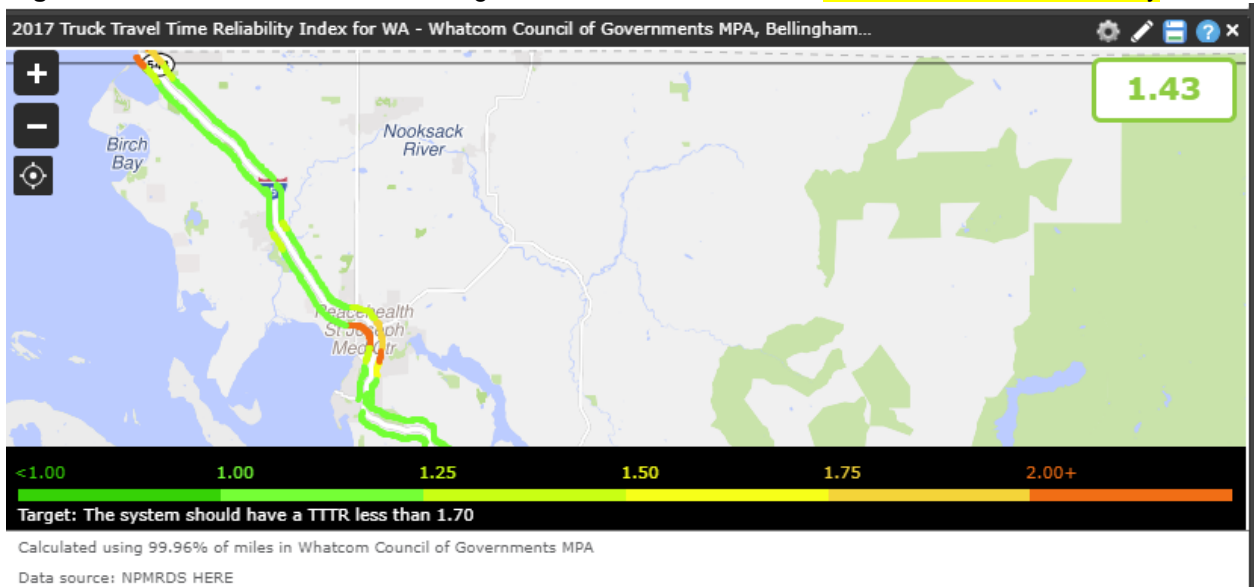 2017 Truck Travel Time Reliability Index for WA - Whatcom Council of Governments MPA, Bellingham...
1.43
Nooksack
River
Birch
Bay
5
Peacehealth
St Joseph
Med Ctr
<1.00 1.00 1.25 1.50 1.75 2.00+
Target: The system should have a TTTR less than 1.70
Calculated using 99.96% of miles in Whatcom Council of Governments MPA
Data source: NPMRDS HERE